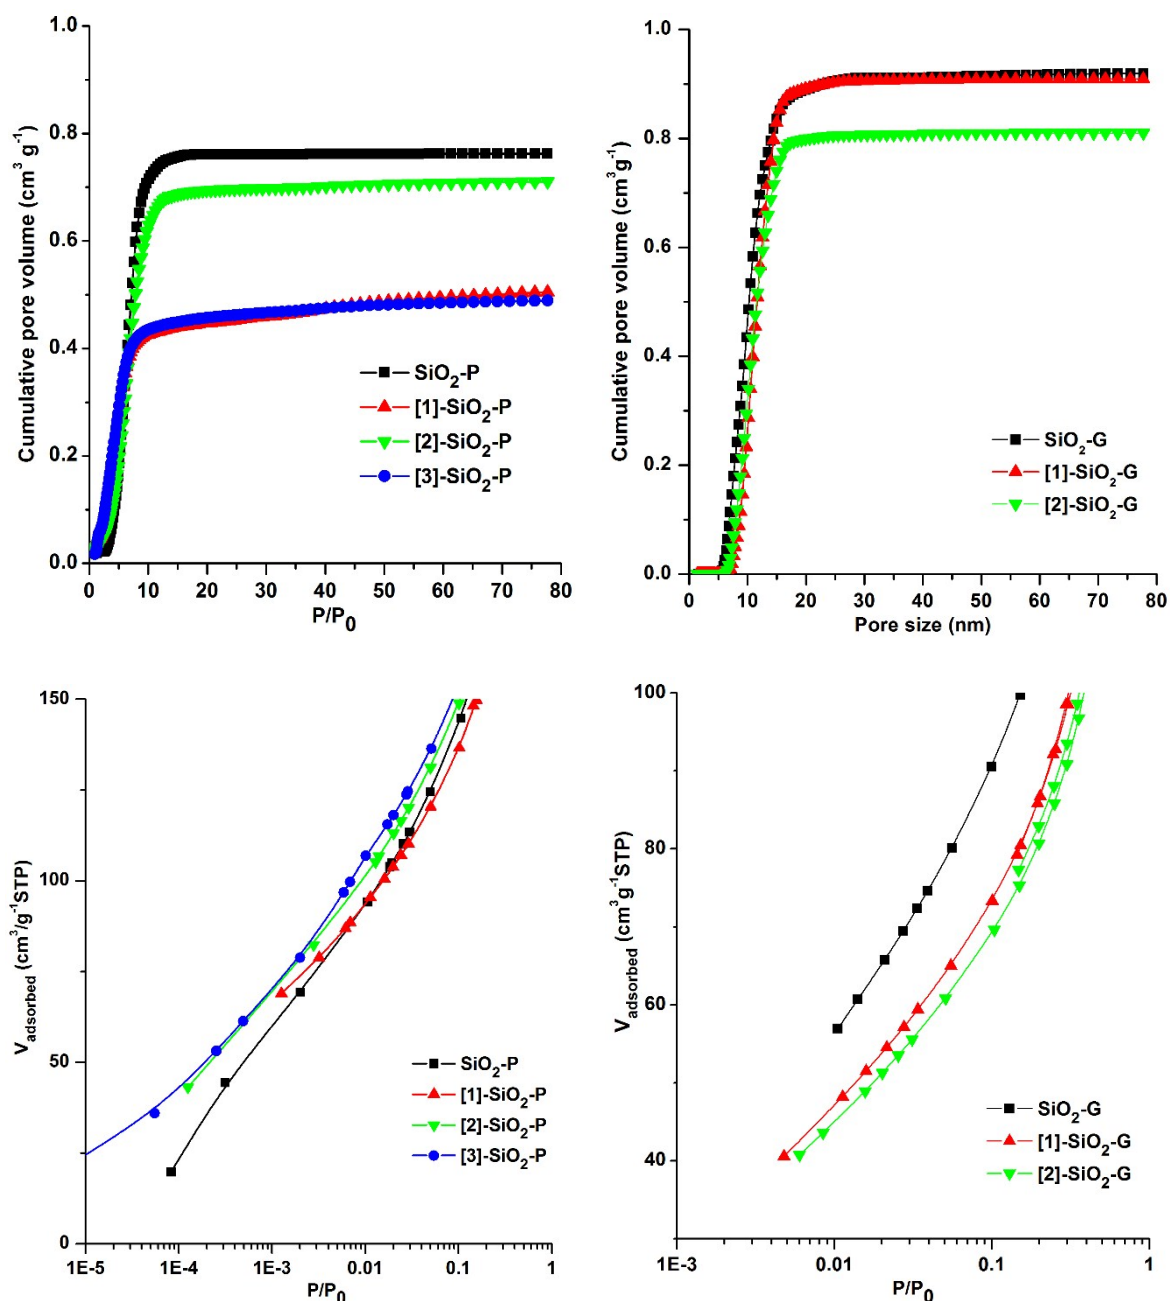 Cumulative pore volume (cm³ g⁻¹)
1.0
0.8
0.6
0.4
0.2
0.0
SiO₂-P
[1]-SiO₂-P
[2]-SiO₂-P
[3]-SiO₂-P
0 10 20 30 40 50 60 70 80
P/P₀
Cumulative pore volume (cm³g⁻¹)
1.0
0.8
0.6
0.4
0.2
0.0
SiO₂-G
[1]-SiO₂-G
[2]-SiO₂-G
0 10 20 30 40 50 60 70 80
Pore size (nm)
V adsorbed (cm³/g⁻¹STP)
150
100
50
0
SiO₂-P
[1]-SiO₂-P
[2]-SiO₂-P
[3]-SiO₂-P
1E-5 1E-4 1E-3 0.01 0.1 1
P/P₀
V adsorbed (cm³g⁻¹STP)
100
80
60
40
SiO₂-G
[1]-SiO₂-G
[2]-SiO₂-G
1E-3 0.01 0.1 1
P/P₀